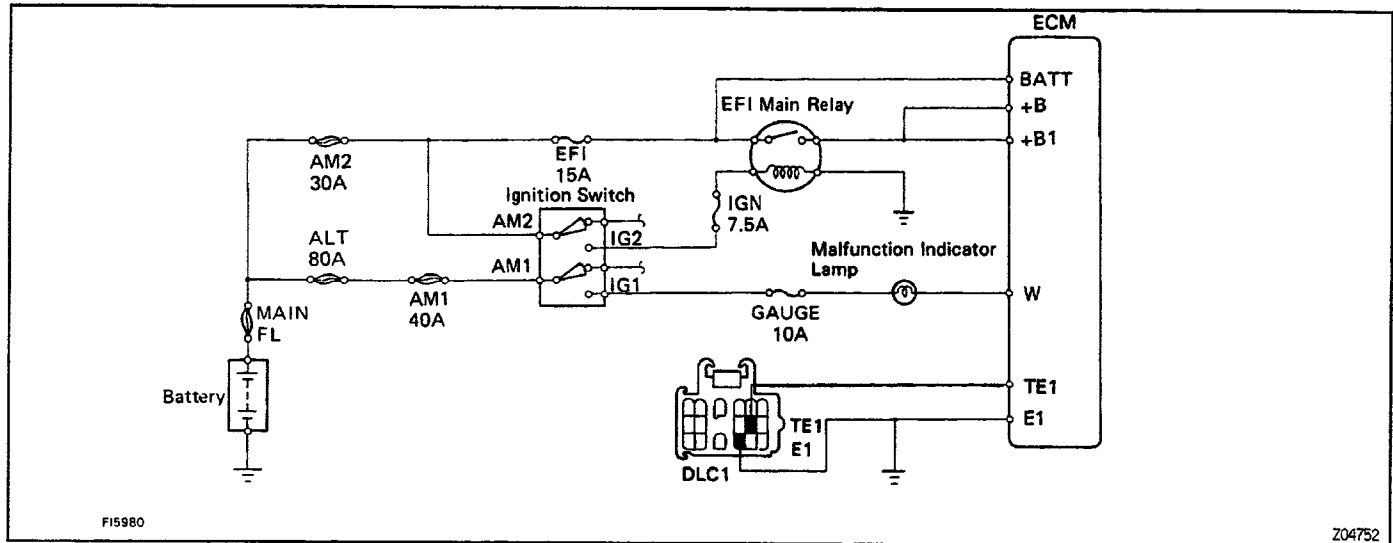 ECM
BATT
+B
+B1
EFI Main Relay
AM2
30A
EFI
15A
Ignition Switch
AM2
IG2
IGN
7.5A
ALT
80A
AM1
40A
AM1
IG1
Malfunction Indicator
Lamp
GAUGE
10A
W
MAIN
FL
Battery
TE1
E1
TE1
E1
DLC1
FI5980
Z04752